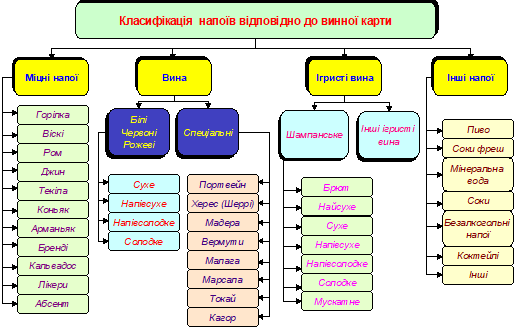 Класифікація напоїв відповідно до винної карти
Міцні напої
Вина
Ігристі вина
Інші напої
Горілка
Віскі
Ром
Джин
Текіла
Коньяк
Арманьяк
Бренді
Кальвадос
Лікери
Абсент
Білі
Червоні
Рожеві
Спеціальні
Сухе
Напівсухе
Напівсолодке
Солодке
Портвейн
Херес (Шеррі)
Мадера
Вермути
Малага
Марсала
Токай
Кагор
Шампанське
Інші ігристі
вина
Брют
Найсухе
Сухе
Напівсухе
Напівсолодке
Солодке
Мускатне
Пиво
Соки фреш
Мінеральна
вода
Соки
Безалкогольні
напої
Коктейлі
Інші